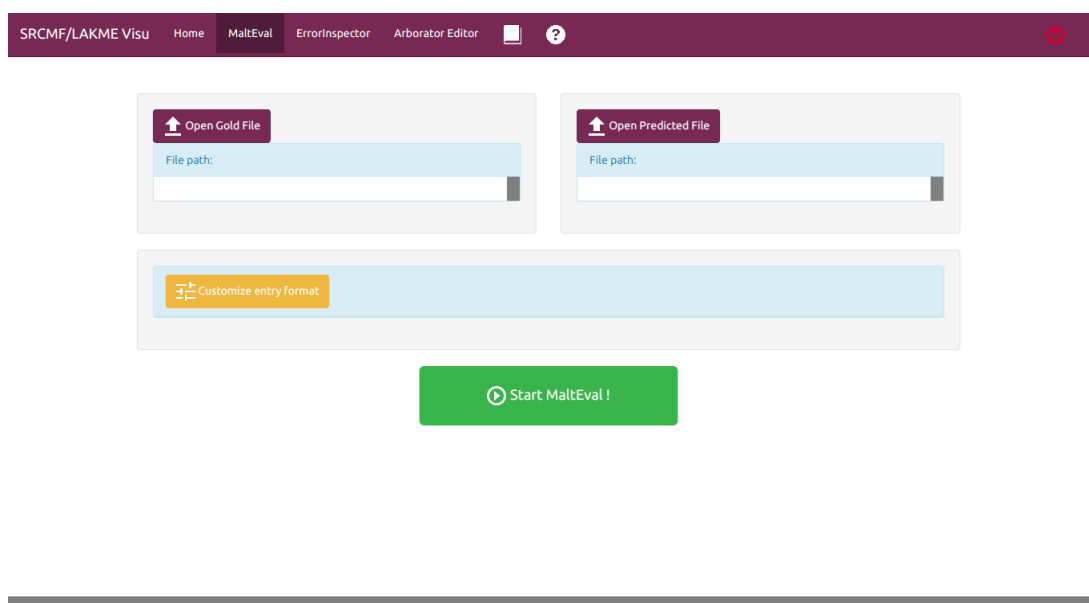 SRCMF/LAKME Visu Home MaltEval ErrorInspector Arborator Editor ?
Open Gold File
File path:
Open Predicted File
File path:
Customize entry format
Start MaltEval !